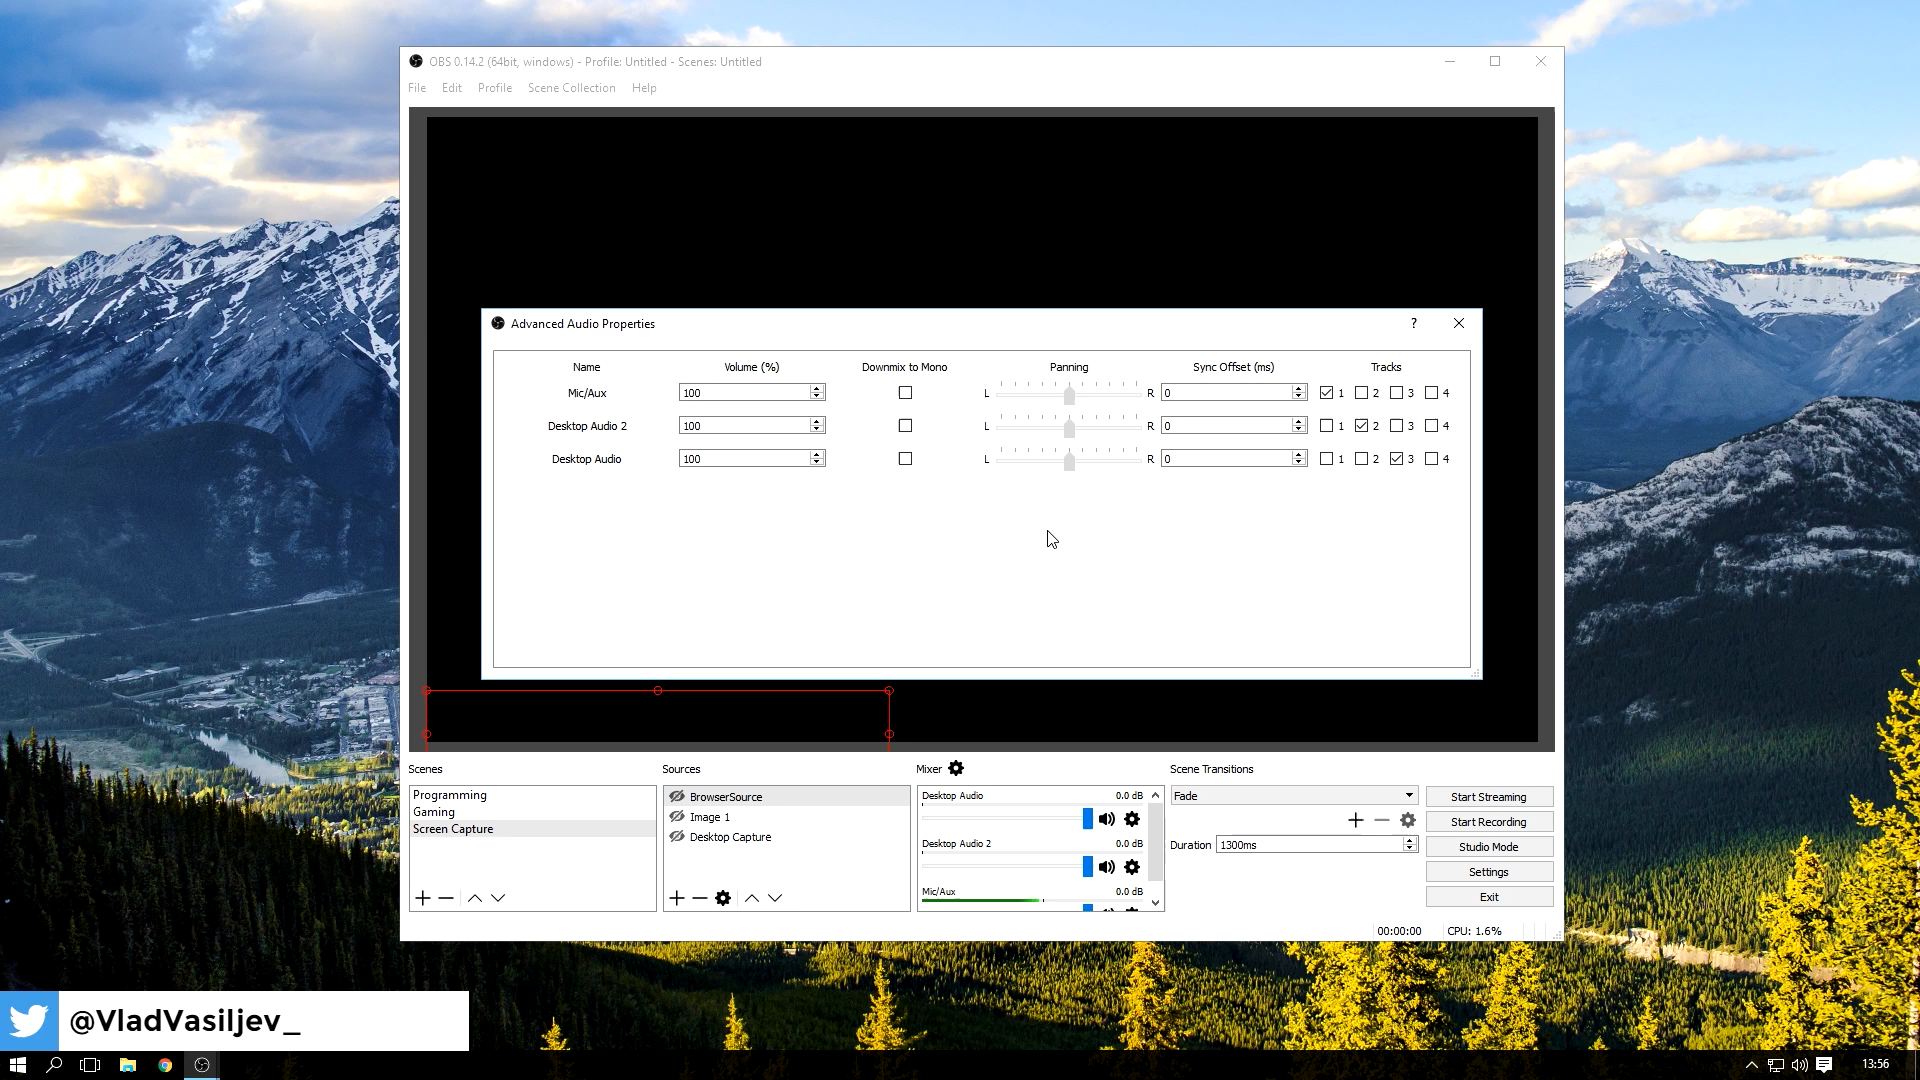 OBS 0.14.2 (64bit, windows) - Profile: Untitled - Scenes: Untitled
File Edit Profile Scene Collection Help
Advanced Audio Properties ?
Name Volume (%) Downmix to Mono Panning Sync Offset (ms) Tracks
Mic/Aux 100 L R 0 1 2 3 4
Desktop Audio 2 100 L R 0 1 2 3 4
Desktop Audio 100 L R 0 1 2 3 4
Scenes
Programming
Gaming
Screen Capture
Sources
BrowserSource
Image 1
Desktop Capture
Mixer
Desktop Audio 0.0 dB
Desktop Audio 2 0.0 dB
Mic/Aux 0.0 dB
Scene Transitions
Fade
Duration 1300ms
Start Streaming
Start Recording
Studio Mode
Settings
Exit
00:00:00 CPU: 1.6%
@VladVasiljev_
13:56